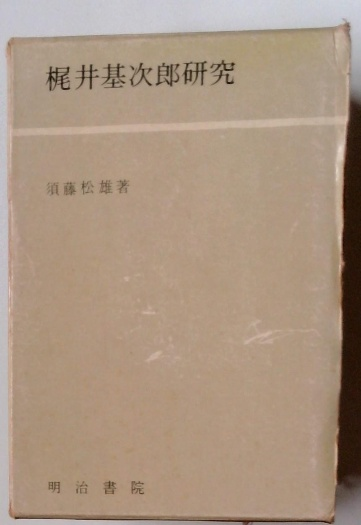 梶井基次郎研究
須藤松雄著
明治書院